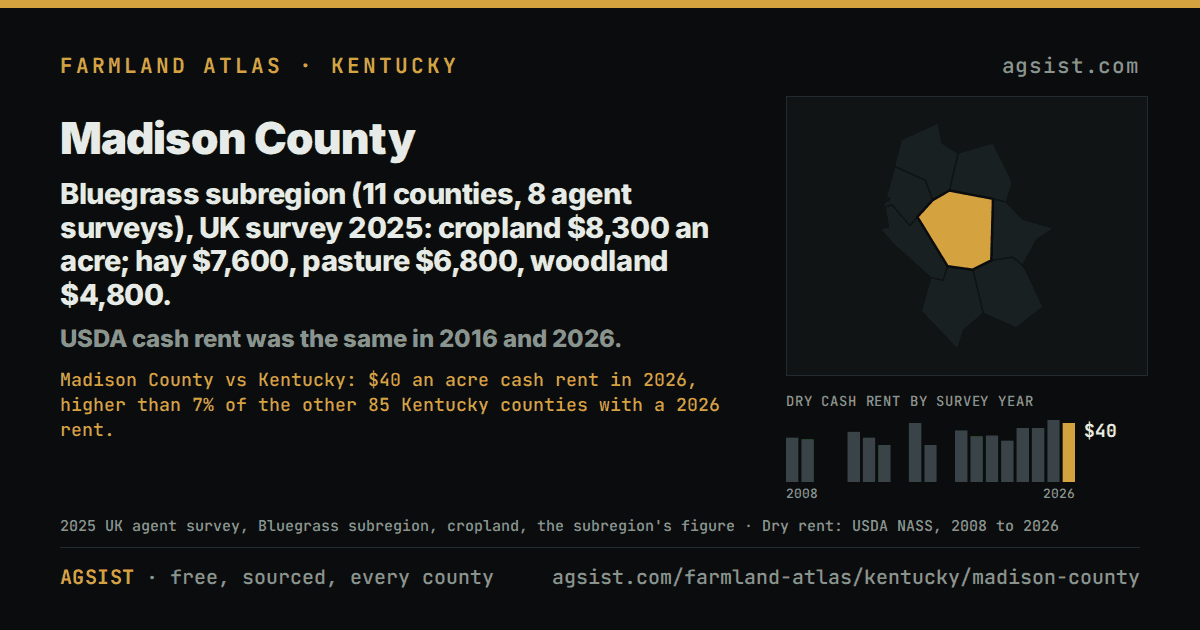 FARMLAND ATLAS · KENTUCKY
agsist.com
Madison County
Bluegrass subregion (11 counties, 8 agent
surveys), UK survey 2025: cropland $8,300 an
acre; hay $7,600, pasture $6,800, woodland
$4,800.
USDA cash rent was the same in 2016 and 2026.
Madison County vs Kentucky: $40 an acre cash rent in 2026,
higher than 7% of the other 85 Kentucky counties with a 2026
rent.
DRY CASH RENT BY SURVEY YEAR
$40
2008
2026
2025 UK agent survey, Bluegrass subregion, cropland, the subregion's figure · Dry rent: USDA NASS, 2008 to 2026
AGSIST · free, sourced, every county
agsist.com/farmland-atlas/kentucky/madison-county